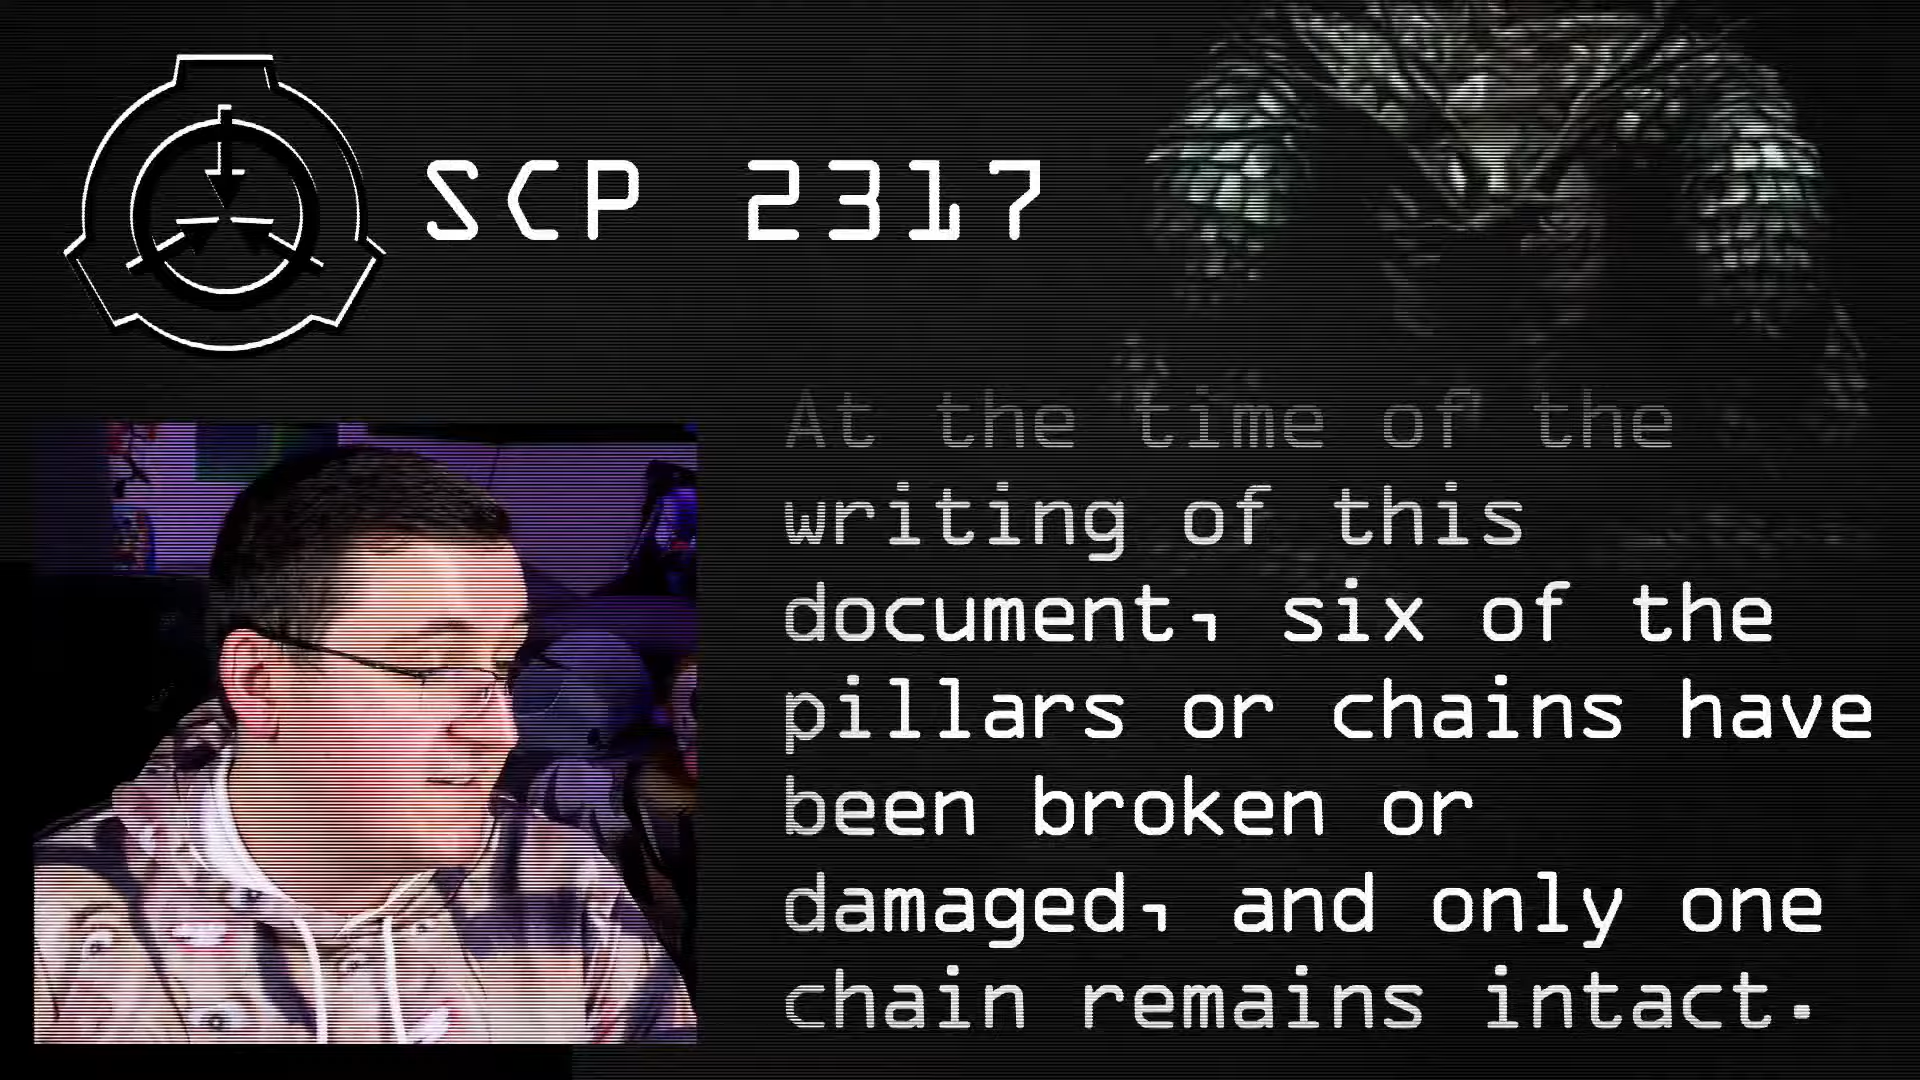 SCP 2317
At the time of the
writing of this
document, six of the
pillars or chains have
been broken or
damaged, and only one
chain remains intact.